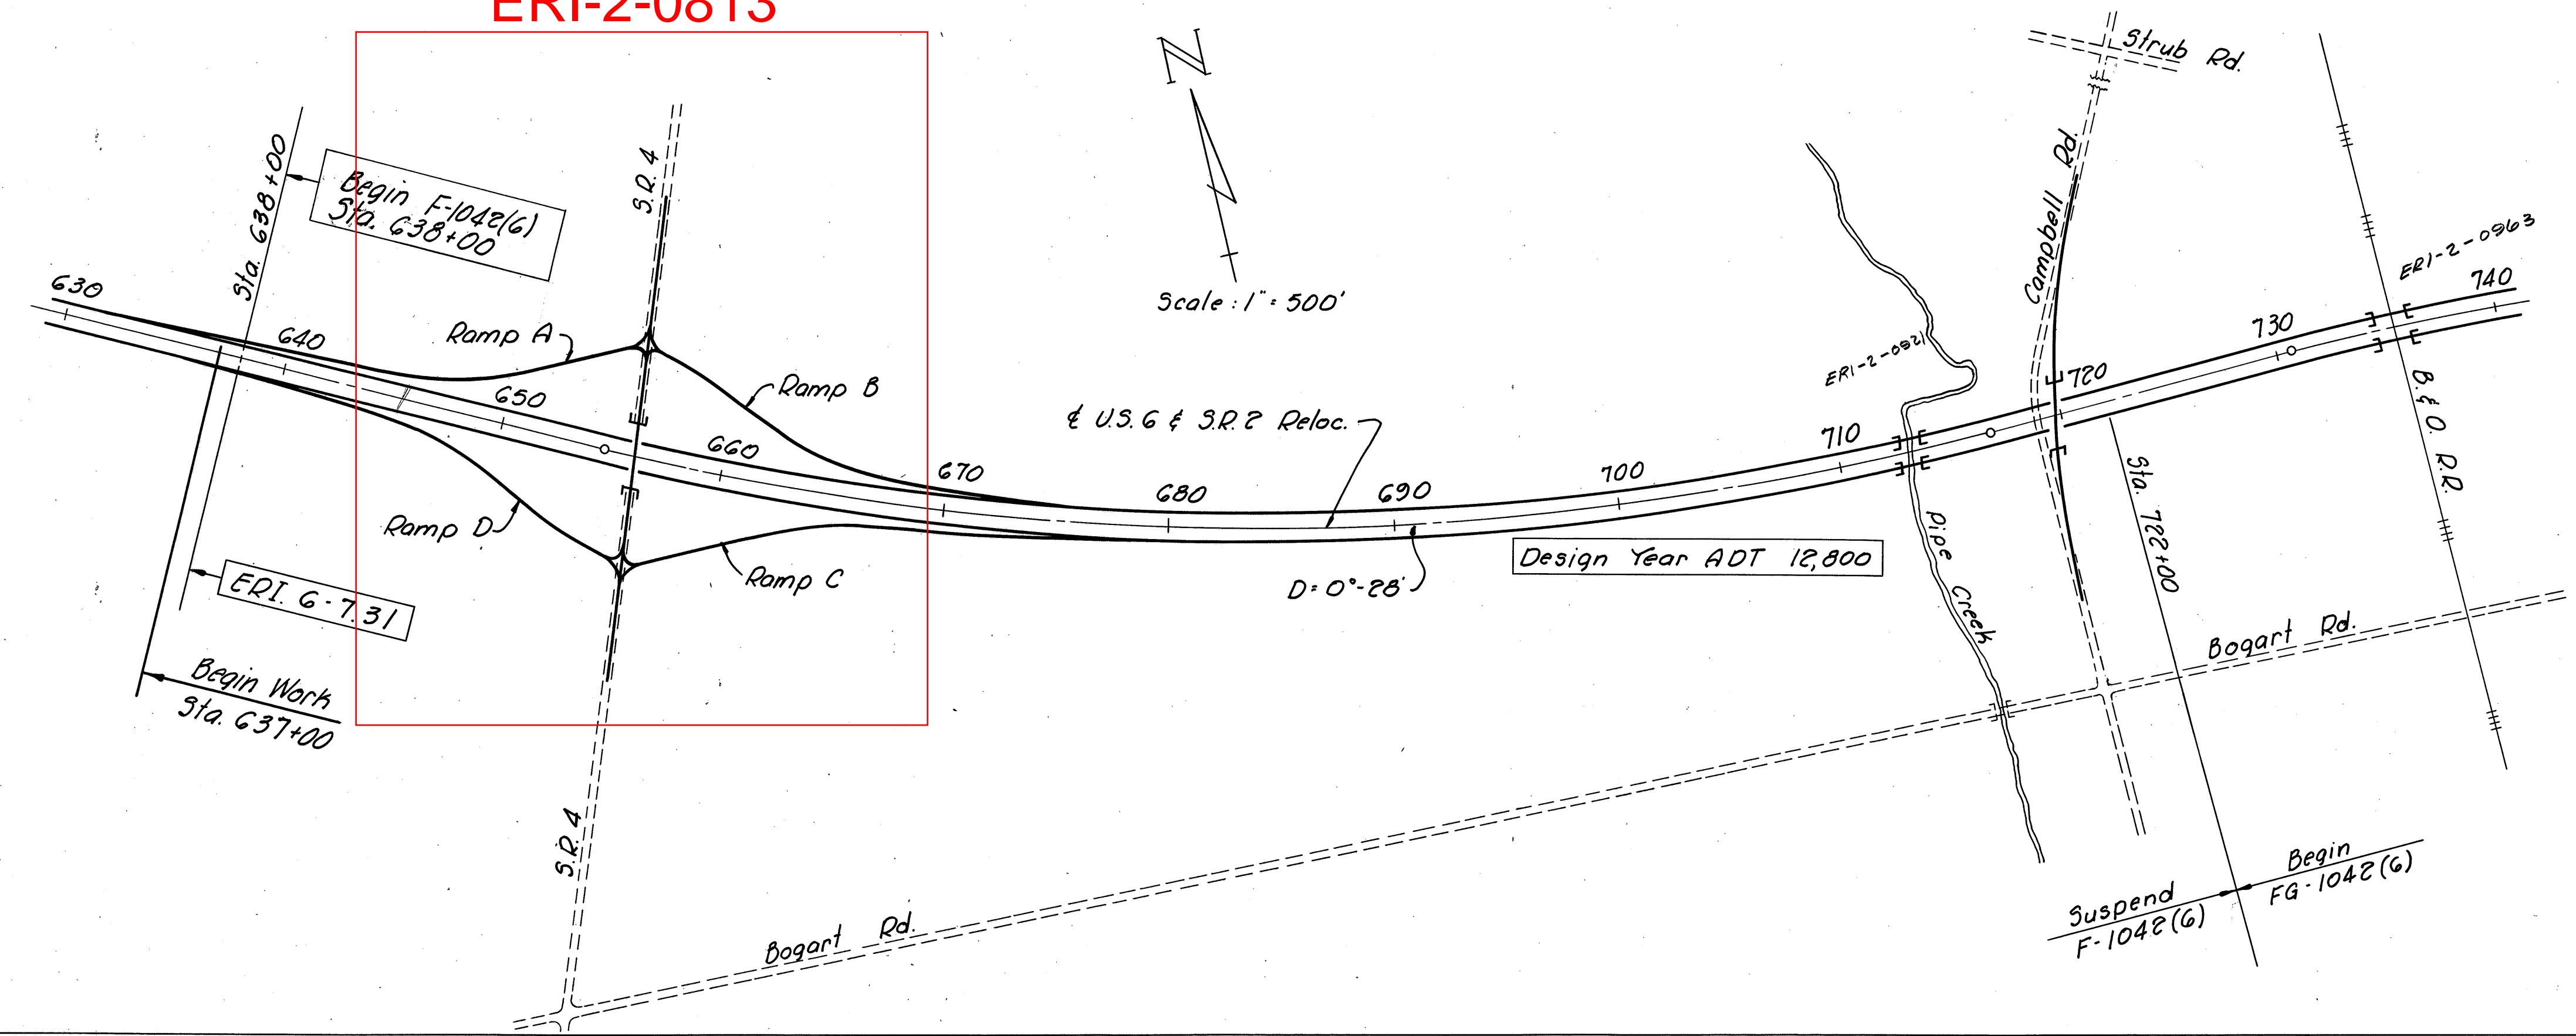 ERI-2-0813
N
Scale : 1" = 500'
Strub Rd.
Sta. 638+00
Begin F-1042(6)
Sta. 638+00
S.R. 4
Campbell Rd.
ERI-2-0963
630
640
650
660
670
680
690
700
710
720
730
740
Ramp A
Ramp B
Ramp D
Ramp C
℄ U.S. 6 & S.R. 2 Reloc.
ERI-2-0921
B. & O. R.R.
Design Year ADT 12,800
D= 0°-28'
Pipe Creek
Sta. 722+00
ERI. 6-7.31
Begin Work
Sta. 637+00
Bogart Rd.
S.R. 4
Bogart Rd.
Suspend
F-1042(6)
Begin
FG-1042(6)